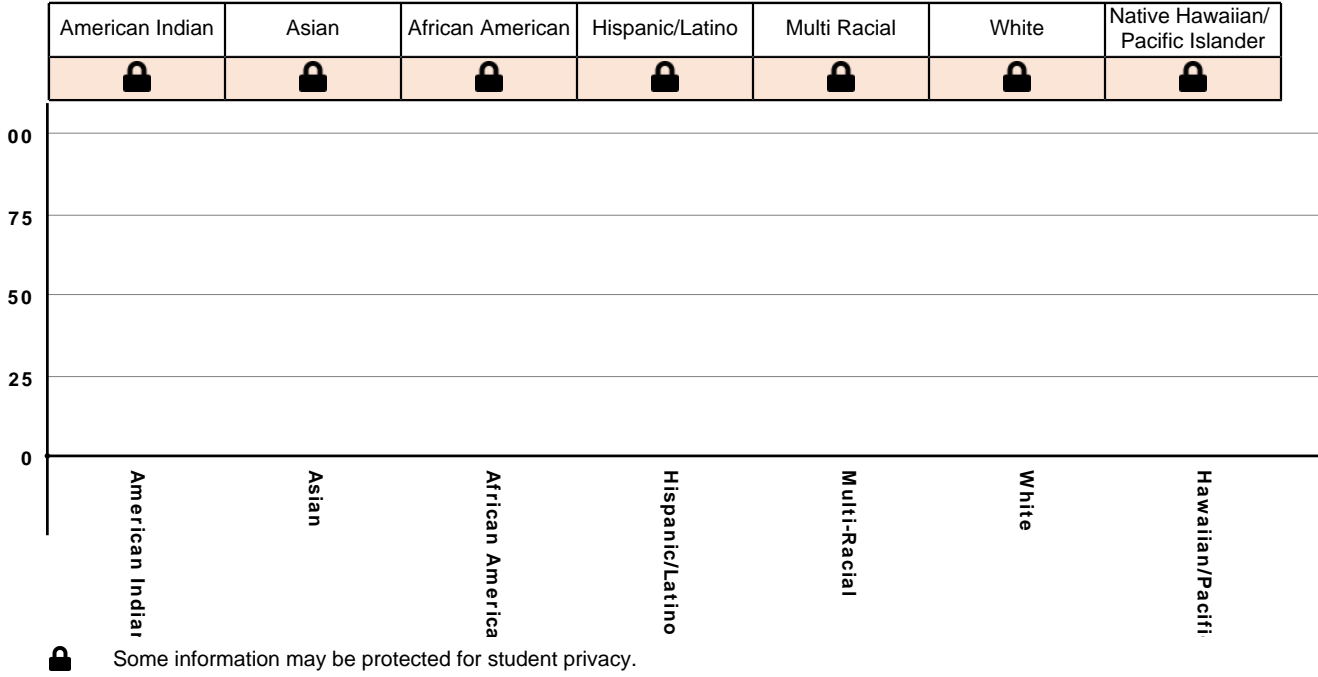 American Indian Asian African American Hispanic/Latino Multi Racial White Native Hawaiian/
Pacific Islander
00
75
50
25
0
American Indian
Asian
African America
Hispanic/Latino
Multi-Racial
White
Hawaiian/Pacifi
Some information may be protected for student privacy.